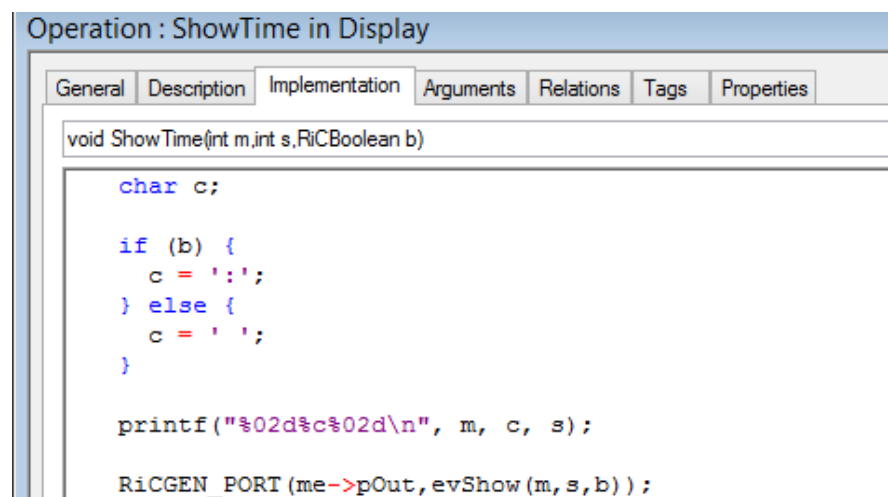 Operation : ShowTime in Display
General Description Implementation Arguments Relations Tags Properties
void ShowTime(int m,int s,RiCBoolean b)
char c;
if (b) {
c = ':';
} else {
c = ' ';
}
printf("%02d%c%02d\n", m, c, s);
RiCGEN_PORT(me->pOut,evShow(m,s,b));